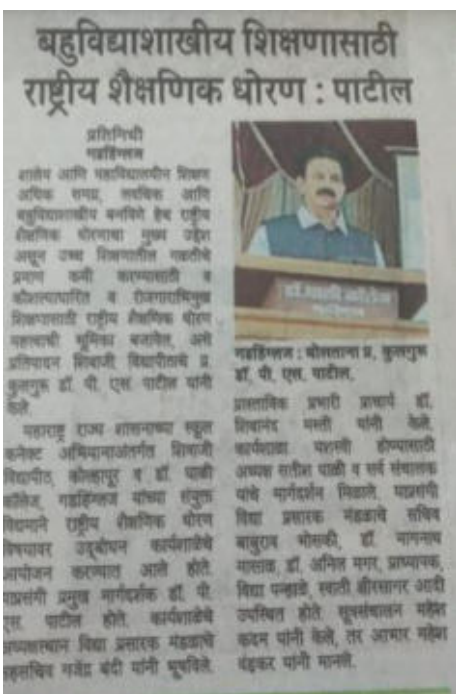 बहुविद्याशाखीय शिक्षणासाठी
राष्ट्रीय शैक्षणिक धोरण : पाटील
प्रतिनिधी
गडहिंग्लज
शालेय आणि महाविद्यालयीन शिक्षण
अधिक समग्र, लवचिक आणि
बहुविद्याशाखीय बनविणे हेच राष्ट्रीय
शैक्षणिक धोरणाचा मुख्य उद्देश
असून उच्च शिक्षणातील गळतीचे
प्रमाण कमी करण्यासाठी व
कौशल्याधारित व रोजगाराभिमुख
शिक्षणासाठी राष्ट्रीय शैक्षणिक धोरण
महत्वाची भूमिका बजावेल, असे
प्रतिपादन शिवाजी विद्यापीठाचे प्र.
कुलगुरू डॉ. पी. एस. पाटील यांनी
केले.
महाराष्ट्र राज्य शासनाच्या स्कूल
कनेक्ट अभियानाअंतर्गत शिवाजी
विद्यापीठ, कोल्हापूर व डॉ. घाळी
कॉलेज, गडहिंग्लज यांच्या संयुक्त
विद्यमाने राष्ट्रीय शैक्षणिक धोरण
विषयावर उद्बोधन कार्यशाळेचे
आयोजन करण्यात आले होते.
याप्रसंगी प्रमुख मार्गदर्शक डॉ. पी.
एस. पाटील होते. कार्यशाळेचे
अध्यक्षस्थान विद्या प्रसारक मंडळाचे
सहसचिव गजेंद्र बंदी यांनी भूषविले.
डॉ. घाळी कॉलेज
गडहिंग्लज : बोलताना प्र. कुलगुरू
डॉ. पी. एस. पाटील.
प्रास्ताविक प्रभारी प्राचार्य डॉ.
शिवानंद मस्ती यांनी केले.
कार्यशाळा यशस्वी होण्यासाठी
अध्यक्ष सतीश घाळी व सर्व संचालक
यांचे मार्गदर्शन मिळाले. याप्रसंगी
विद्या प्रसारक मंडळाचे सचिव
बाबुराव भोसकी, डॉ. नागनाथ
मासाळ, डॉ. अनिल मगर, प्राध्यापक,
विद्या पन्हाळे, स्वाती क्षीरसागर आदी
उपस्थित होते. सूत्रसंचालन महेश
कदम यांनी केले, तर आभार महेश
यांनी मानले.